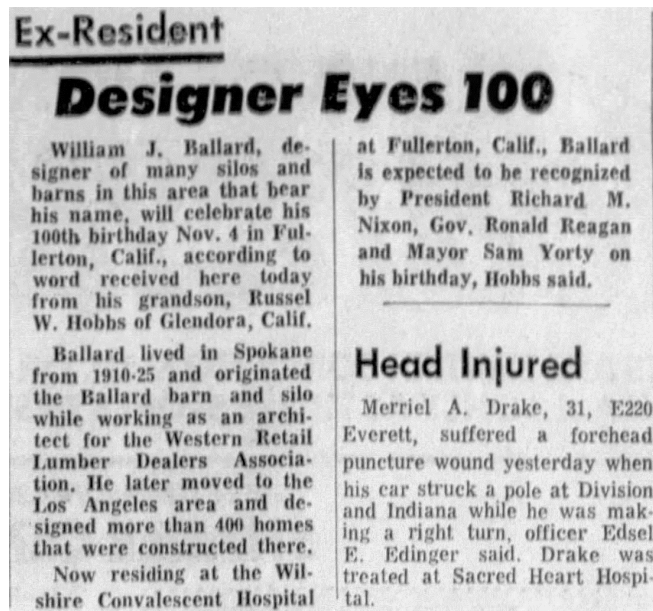 Ex-Resident
Designer Eyes 100
William J. Ballard, de-
signer of many silos and
barns in this area that bear
his name, will celebrate his
100th birthday Nov. 4 in Ful-
lerton, Calif., according to
word received here today
from his grandson, Russel
W. Hobbs of Glendora, Calif.
Ballard lived in Spokane
from 1910-25 and originated
the Ballard barn and silo
while working as an archi-
tect for the Western Retail
Lumber Dealers Associa-
tion. He later moved to the
Los Angeles area and de-
signed more than 400 homes
that were constructed there.
Now residing at the Wil-
shire Convalescent Hospital
at Fullerton, Calif., Ballard
is expected to be recognized
by President Richard M.
Nixon, Gov. Ronald Reagan
and Mayor Sam Yorty on
his birthday, Hobbs said.
Head Injured
Merriel A. Drake, 31, E220
Everett, suffered a forehead
puncture wound yesterday when
his car struck a pole at Division
and Indiana while he was mak-
ing a right turn, officer Edsel
E. Edinger said. Drake was
treated at Sacred Heart Hospi-
tal.